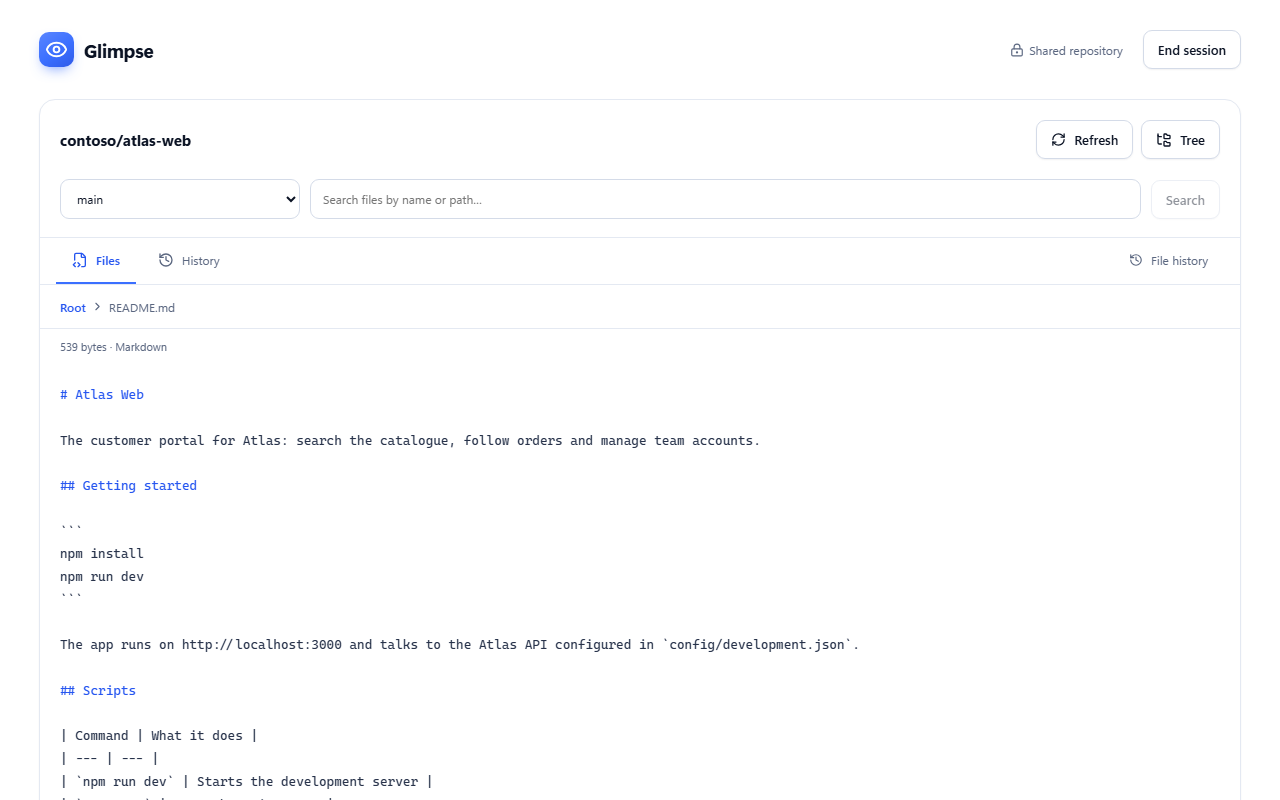 Glimpse
Shared repository
End session
contoso/atlas-web
Refresh
Tree
main
Search files by name or path...
Search
Files
History
File history
Root > README.md
539 bytes · Markdown
# Atlas Web
The customer portal for Atlas: search the catalogue, follow orders and manage team accounts.
## Getting started
```
npm install
npm run dev
```
The app runs on http://localhost:3000 and talks to the Atlas API configured in `config/development.json`.
## Scripts
| Command | What it does |
| --- | --- |
| `npm run dev` | Starts the development server |